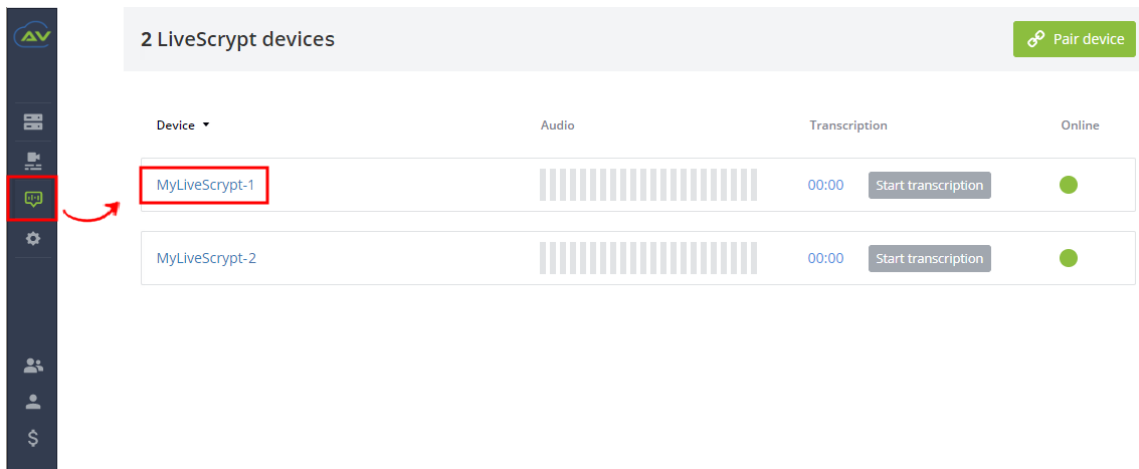 AV
2 LiveScrypt devices
Pair device
Device Audio Transcription Online
MyLiveScrypt-1 00:00 Start transcription
MyLiveScrypt-2 00:00 Start transcription
$